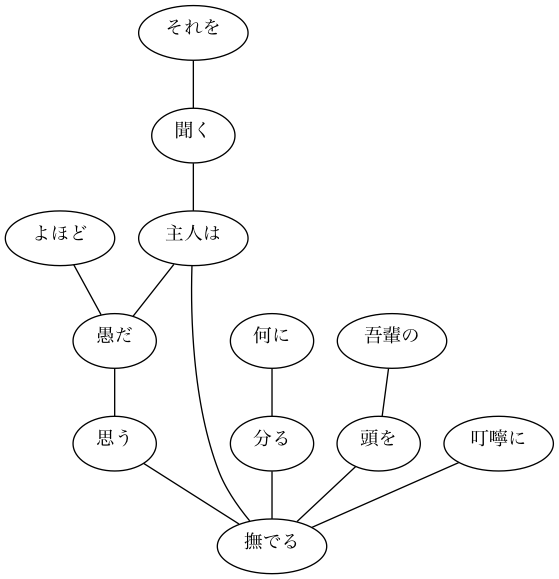 それを
聞く
よほど
主人は
愚だ
何に
吾輩の
思う
分る
頭を
叮嚀に
撫でる